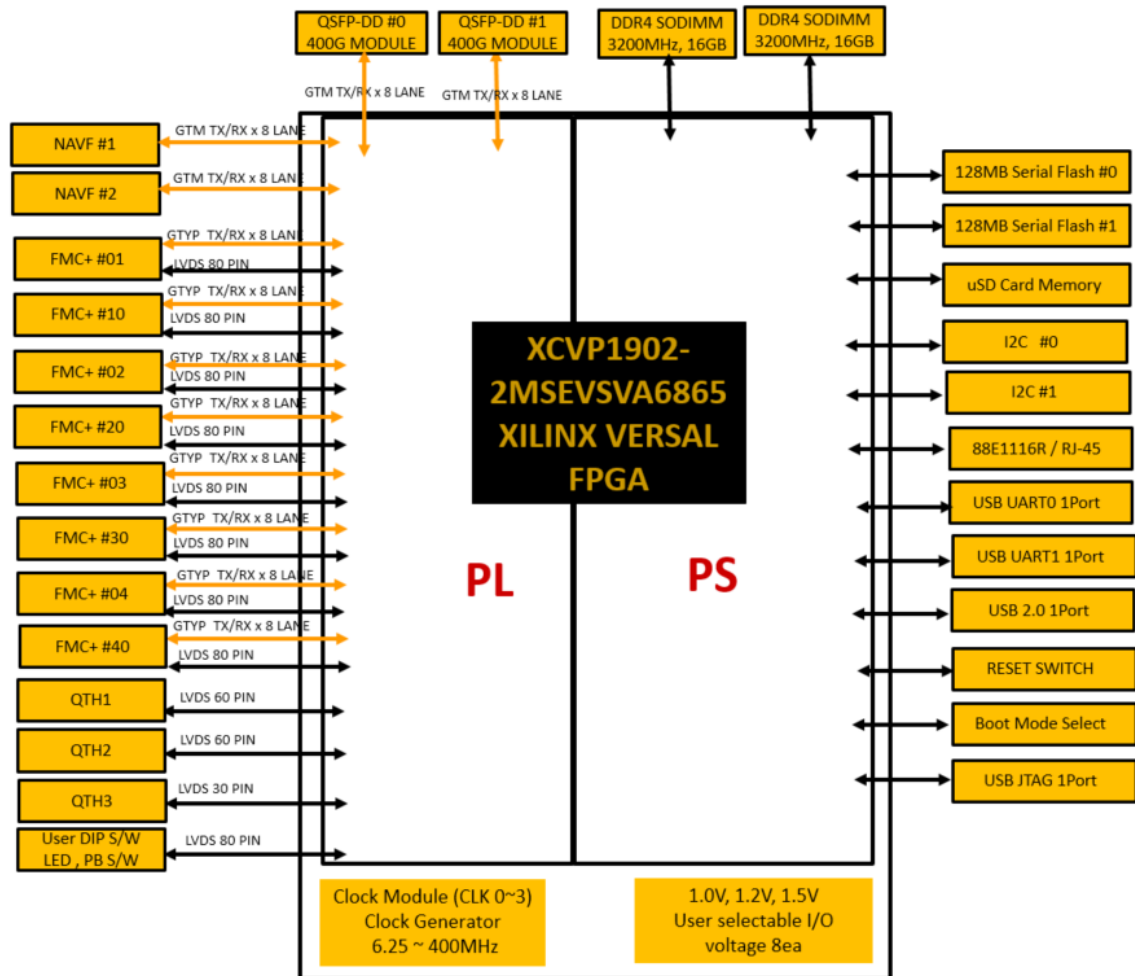 QSFP-DD #0
400G MODULE
QSFP-DD #1
400G MODULE
DDR4 SODIMM
3200MHz, 16GB
DDR4 SODIMM
3200MHz, 16GB
GTM TX/RX x 8 LANE
GTM TX/RX x 8 LANE
NAVF #1
GTM TX/RX x 8 LANE
NAVF #2
GTM TX/RX x 8 LANE
FMC+ #01
GTYP TX/RX x 8 LANE
LVDS 80 PIN
FMC+ #10
GTYP TX/RX x 8 LANE
LVDS 80 PIN
FMC+ #02
GTYP TX/RX x 8 LANE
LVDS 80 PIN
FMC+ #20
GTYP TX/RX x 8 LANE
LVDS 80 PIN
FMC+ #03
GTYP TX/RX x 8 LANE
LVDS 80 PIN
FMC+ #30
GTYP TX/RX x 8 LANE
LVDS 80 PIN
FMC+ #04
GTYP TX/RX x 8 LANE
LVDS 80 PIN
FMC+ #40
GTYP TX/RX x 8 LANE
LVDS 80 PIN
QTH1
LVDS 60 PIN
QTH2
LVDS 60 PIN
QTH3
LVDS 30 PIN
User DIP S/W
LED , PB S/W
LVDS 80 PIN
XCVP1902-
2MSEVSVA6865
XILINX VERSAL
FPGA
PL
PS
128MB Serial Flash #0
128MB Serial Flash #1
uSD Card Memory
I2C #0
I2C #1
88E1116R / RJ-45
USB UART0 1Port
USB UART1 1Port
USB 2.0 1Port
RESET SWITCH
Boot Mode Select
USB JTAG 1Port
Clock Module (CLK 0~3)
Clock Generator
6.25 ~ 400MHz
1.0V, 1.2V, 1.5V
User selectable I/O
voltage 8ea